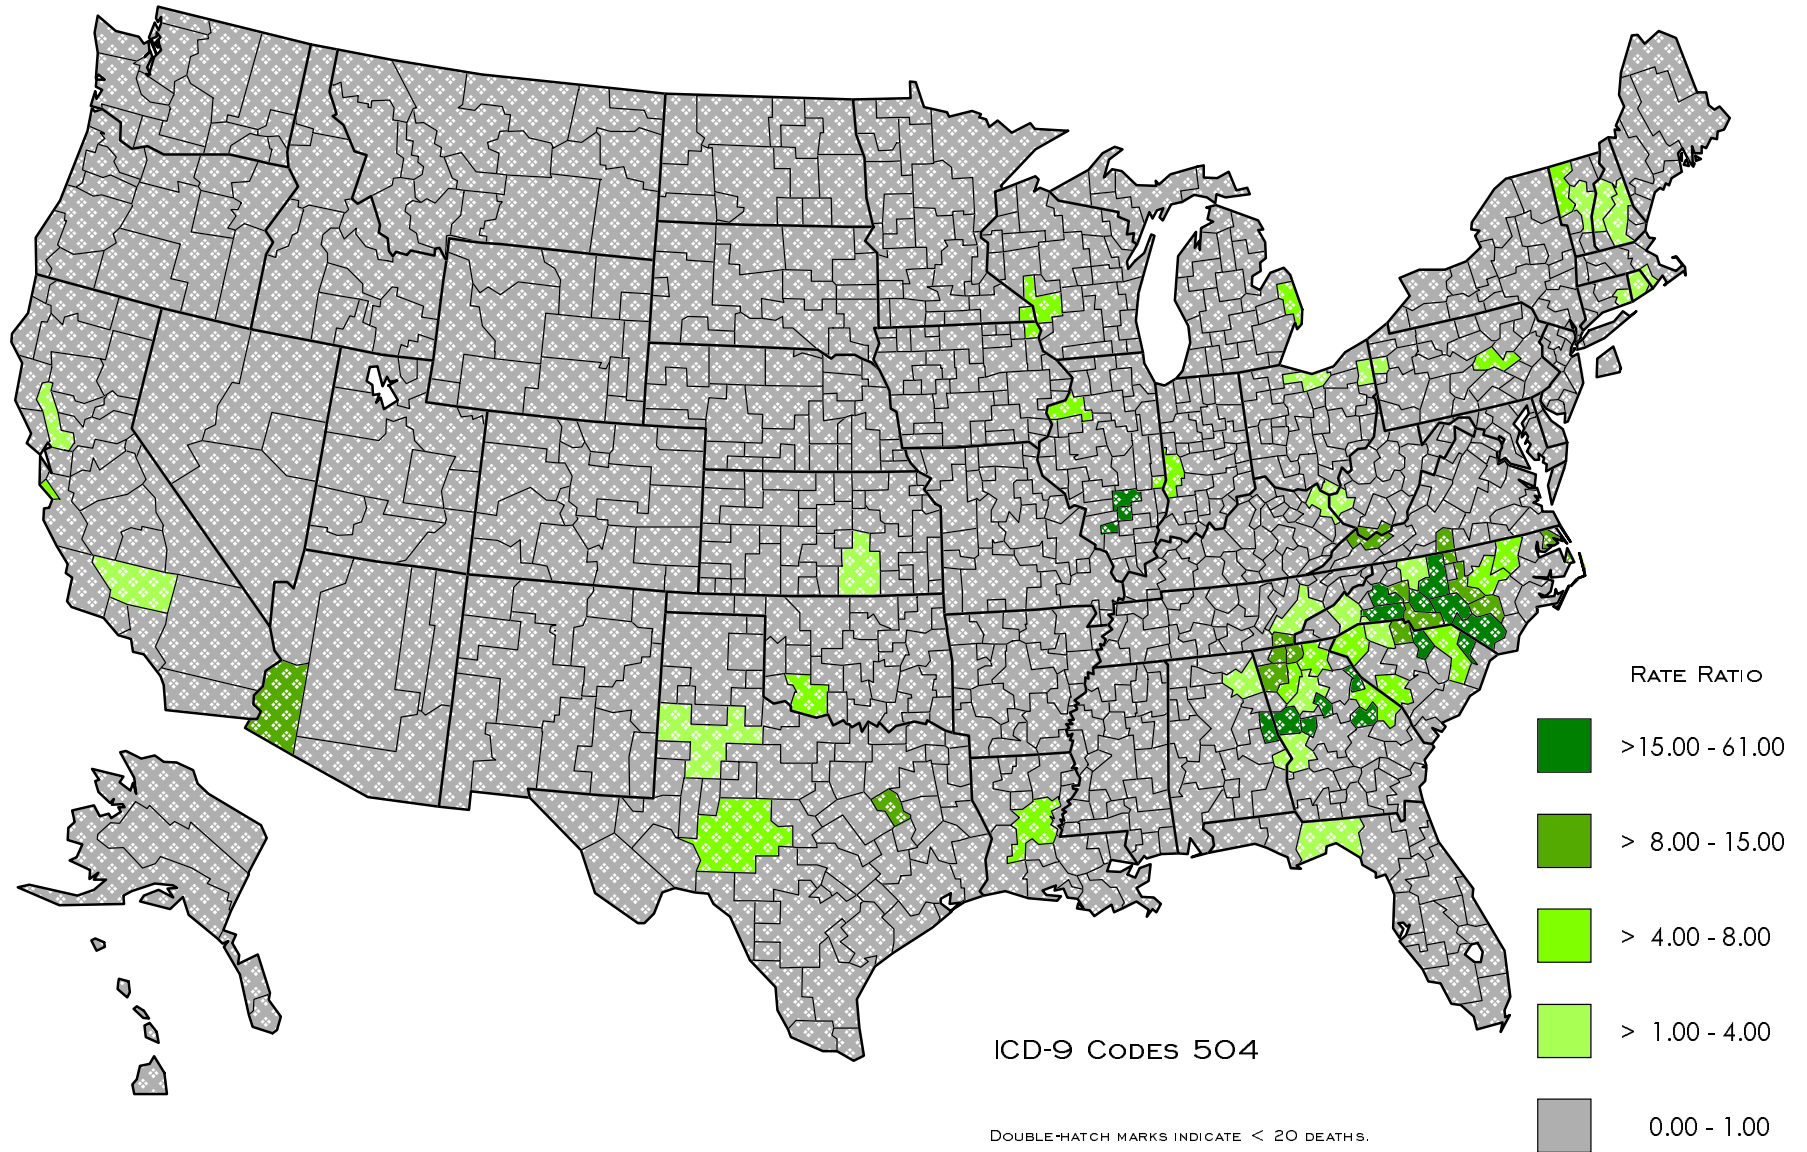 RATE RATIO
>15.00 - 61.00
> 8.00 - 15.00
> 4.00 - 8.00
> 1.00 - 4.00
0.00 - 1.00
ICD-9 CODES 504
DOUBLE-HATCH MARKS INDICATE < 20 DEATHS.